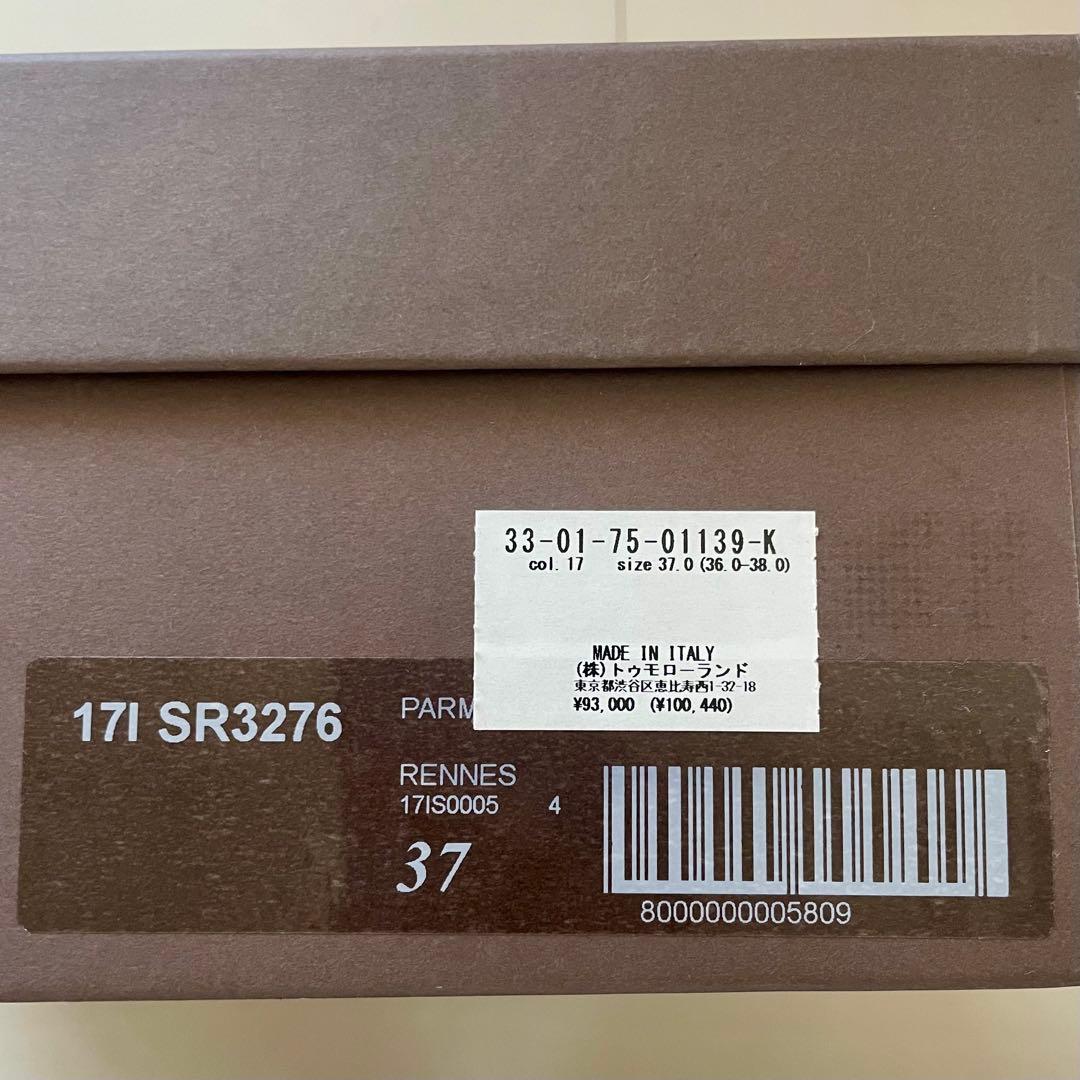 33-01-75-01139-K
col. 17 size 37.0 (36.0-38.0)
MADE IN ITALY
(株)トゥモローランド
東京都渋谷区恵比寿西1-32-18
¥93,000 (¥100,440)
17I SR3276
PARM
RENNES
17IS0005 4
37
8000000005809